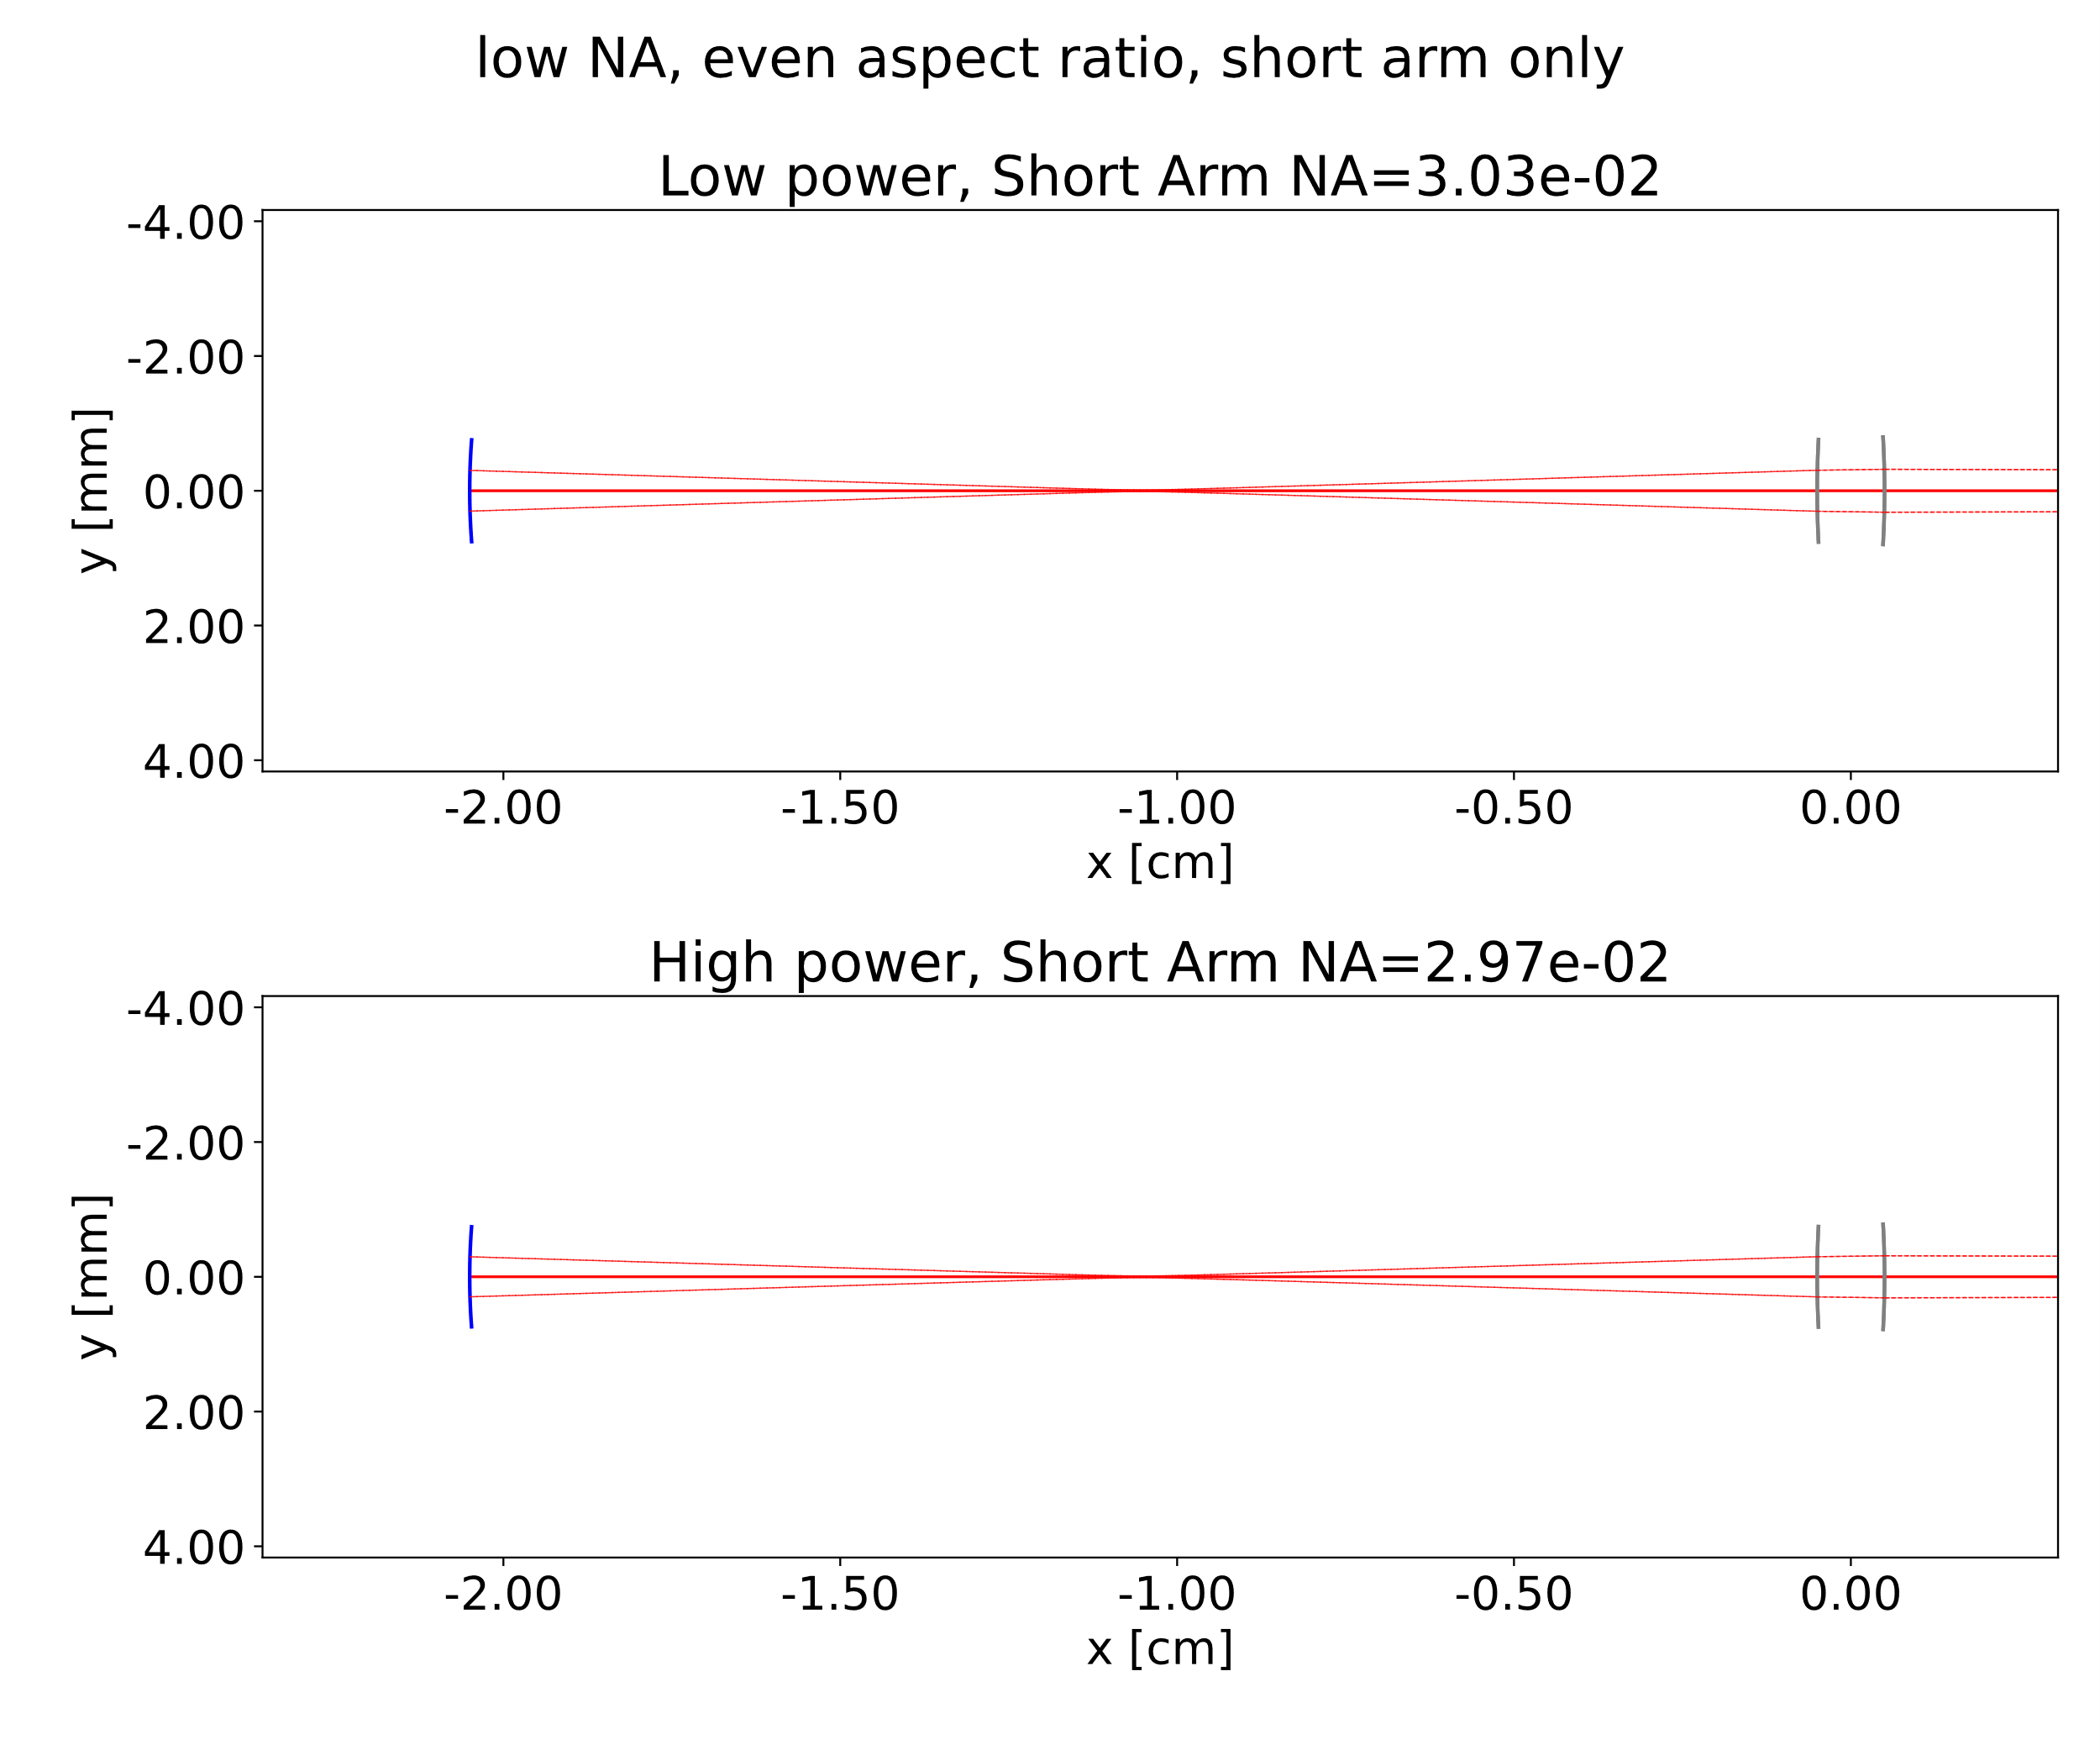 low NA, even aspect ratio, short arm only
Low power, Short Arm NA=3.03e-02
-4.00
-2.00
0.00
2.00
4.00
y [mm]
-2.00 -1.50 -1.00 -0.50 0.00
x [cm]
High power, Short Arm NA=2.97e-02
-4.00
-2.00
0.00
2.00
4.00
y [mm]
-2.00 -1.50 -1.00 -0.50 0.00
x [cm]